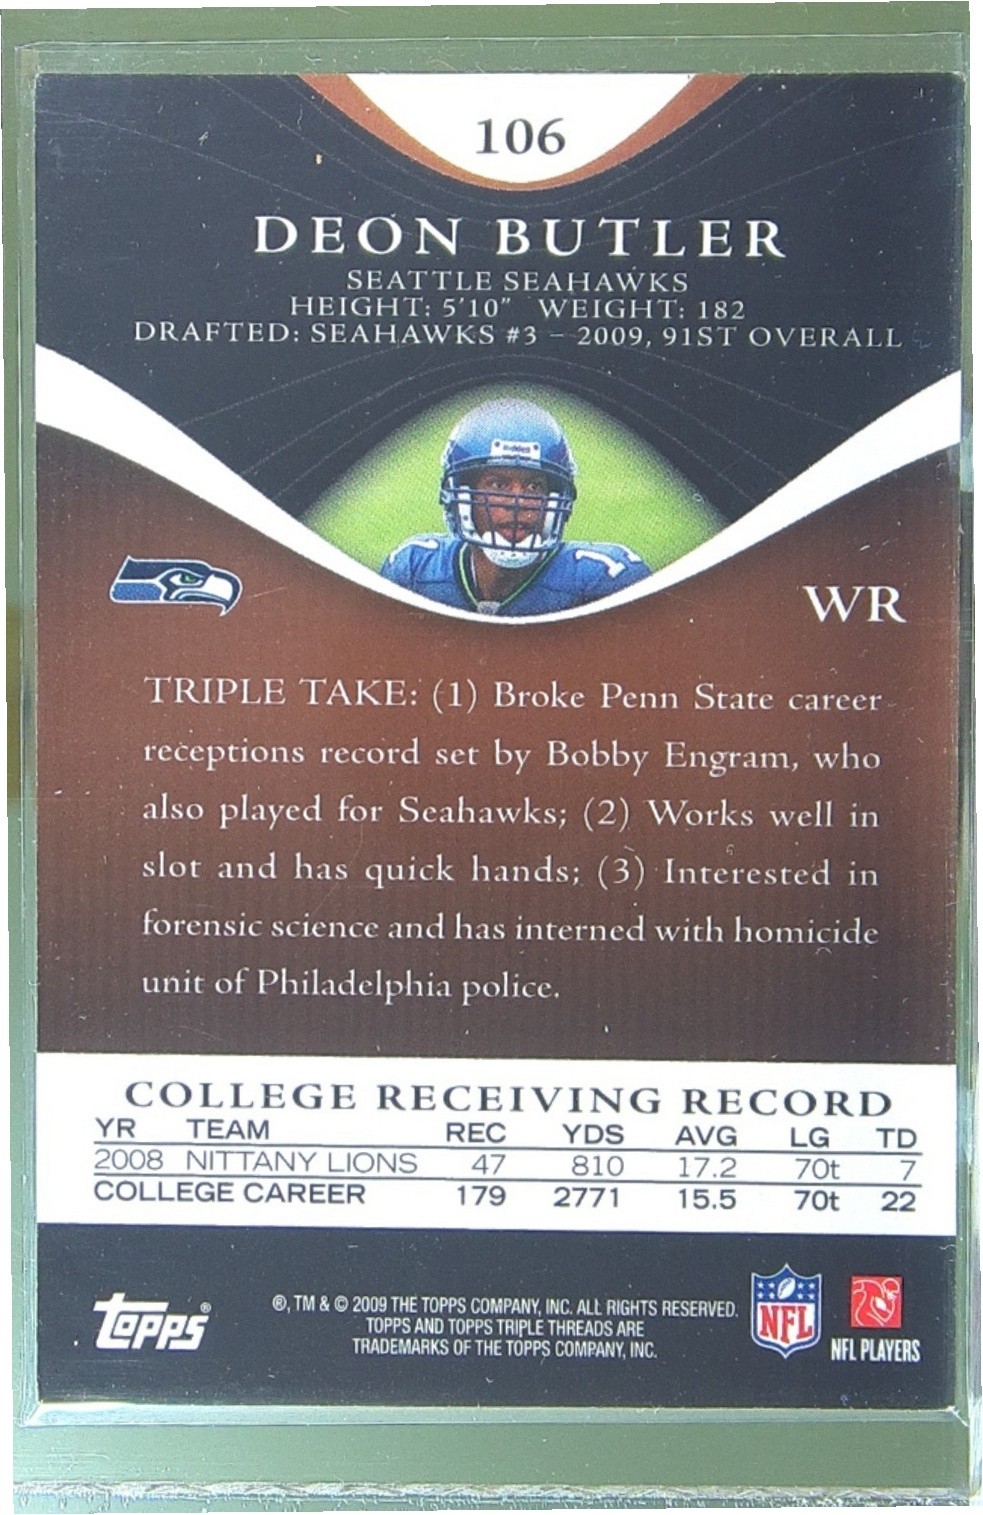 106
DEON BUTLER
SEATTLE SEAHAWKS
HEIGHT: 5'10" WEIGHT: 182
DRAFTED: SEAHAWKS #3 – 2009, 91ST OVERALL
Riddell
WR
TRIPLE TAKE: (1) Broke Penn State career
receptions record set by Bobby Engram, who
also played for Seahawks; (2) Works well in
slot and has quick hands; (3) Interested in
forensic science and has interned with homicide
unit of Philadelphia police.
COLLEGE RECEIVING RECORD
YR TEAM REC YDS AVG LG TD
2008 NITTANY LIONS 47 810 17.2 70t 7
COLLEGE CAREER 179 2771 15.5 70t 22
Topps®
®, TM & © 2009 THE TOPPS COMPANY, INC. ALL RIGHTS RESERVED.
TOPPS AND TOPPS TRIPLE THREADS ARE
TRADEMARKS OF THE TOPPS COMPANY, INC.
NFL
NFL PLAYERS